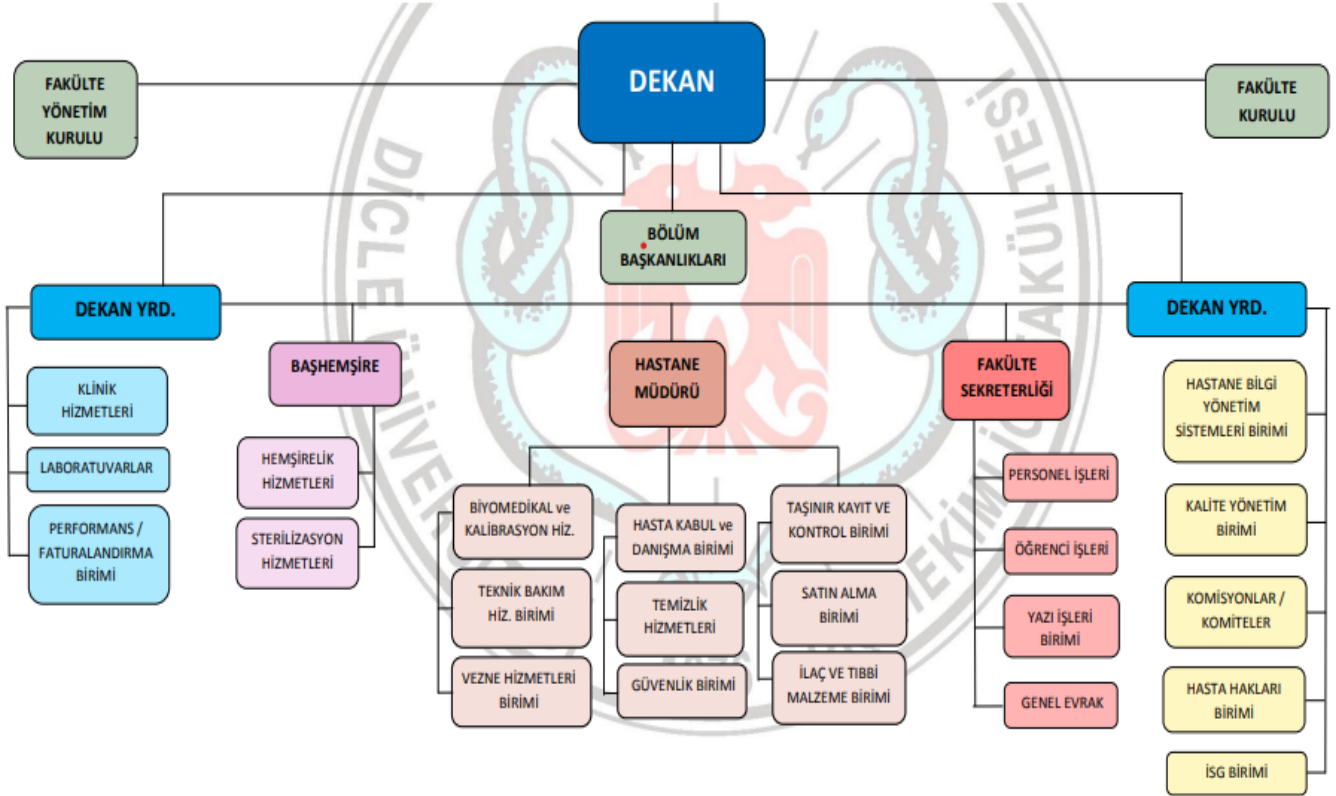 DEKAN
FAKÜLTE
YÖNETİM
KURULU
FAKÜLTE
KURULU
BÖLÜM
BAŞKANLIKLARI
DEKAN YRD.
DEKAN YRD.
BAŞHEMŞİRE
HASTANE
MÜDÜRÜ
FAKÜLTE
SEKRETERLİĞİ
KLİNİK
HİZMETLERİ
LABORATUVARLAR
PERFORMANS /
FATURALANDIRMA
BİRİMİ
HEMŞİRELİK
HİZMETLERİ
STERILIZASYON
HİZMETLERİ
BİYOMEDİKAL ve
KALİBRASYON HİZ.
TEKNİK BAKIM
HİZ. BİRİMİ
VEZNE HİZMETLERİ
BİRİMİ
HASTA KABUL ve
DANIŞMA BİRİMİ
TEMİZLİK
HİZMETLERİ
GÜVENLİK BİRİMİ
TAŞINIR KAYIT VE
KONTROL BİRİMİ
SATIN ALMA
BİRİMİ
İLAÇ VE TIBBİ
MALZEME BİRİMİ
PERSONEL İŞLERİ
ÖĞRENCİ İŞLERİ
YAZI İŞLERİ
BİRİMİ
GENEL EVRAK
HASTANE BİLGİ
YÖNETİM
SİSTEMLERİ BİRİMİ
KALİTE YÖNETİM
BİRİMİ
KOMİSYONLAR /
KOMİTELER
HASTA HAKLARI
BİRİMİ
İSG BİRİMİ
DİCLE